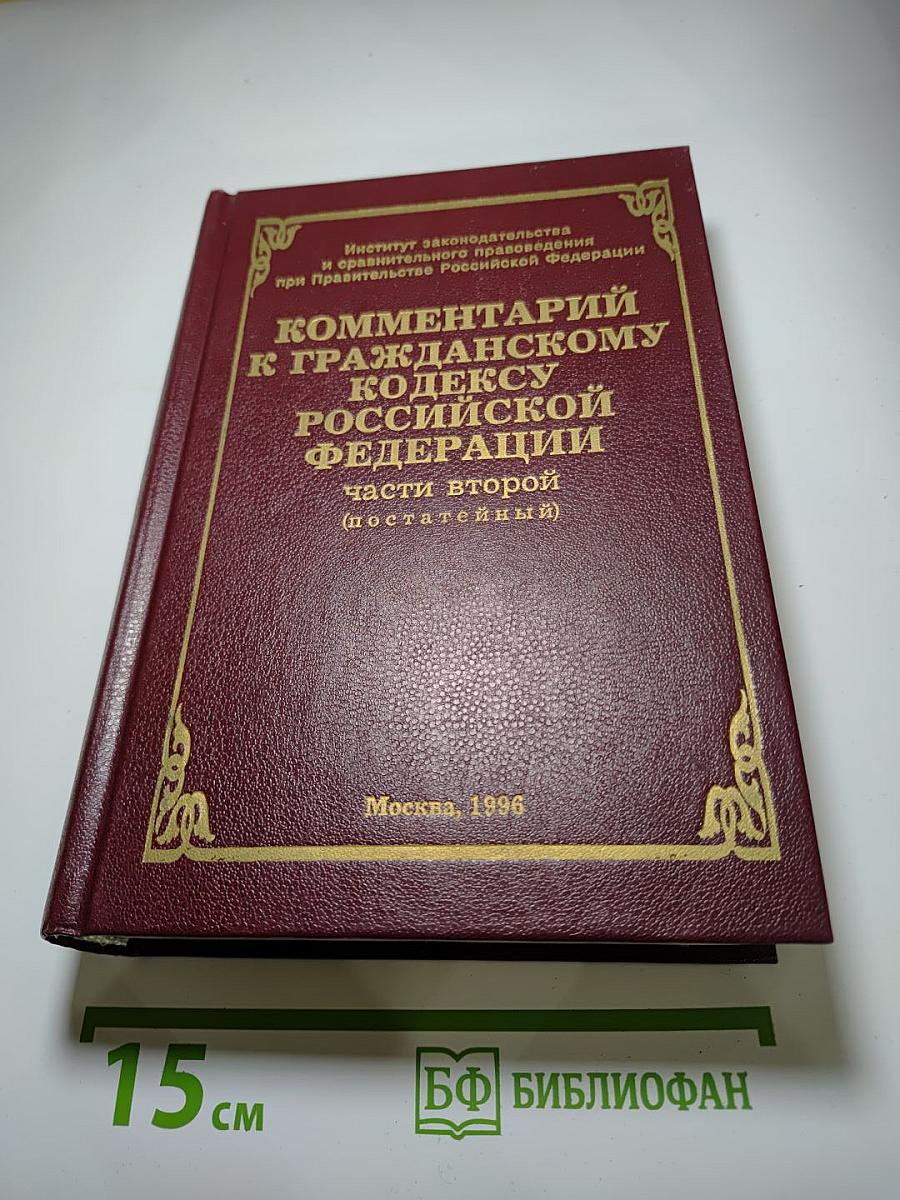 Институт законодательства
и сравнительного правоведения
при Правительстве Российской Федерации
КОММЕНТАРИЙ
К ГРАЖДАНСКОМУ
КОДЕКСУ
РОССИЙСКОЙ
ФЕДЕРАЦИИ
части второй
(постатейный)
Москва, 1996
15 см
БФ БИБЛИОФАН